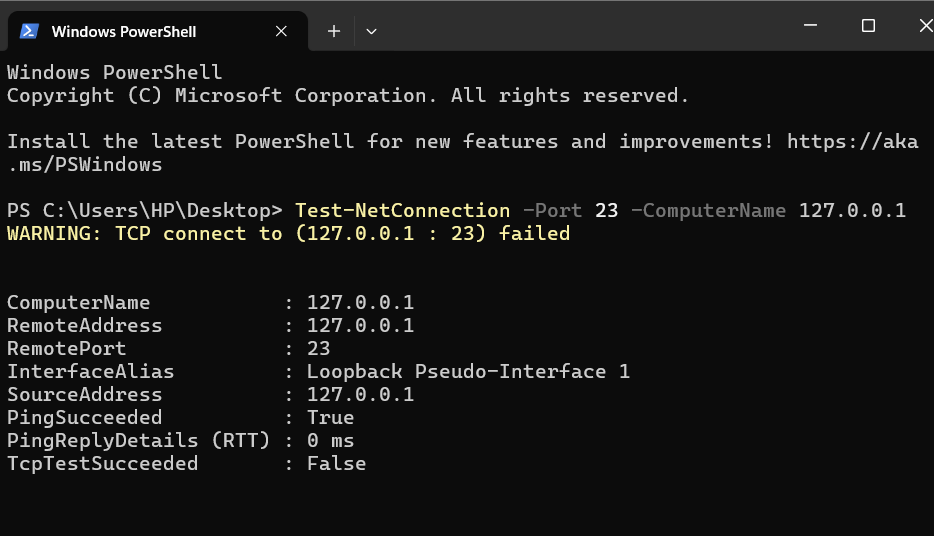 Windows PowerShell
Windows PowerShell
Copyright (C) Microsoft Corporation. All rights reserved.
Install the latest PowerShell for new features and improvements! https://aka
.ms/PSWindows
PS C:\Users\HP\Desktop> Test-NetConnection -Port 23 -ComputerName 127.0.0.1
WARNING: TCP connect to (127.0.0.1 : 23) failed
ComputerName           : 127.0.0.1
RemoteAddress          : 127.0.0.1
RemotePort             : 23
InterfaceAlias         : Loopback Pseudo-Interface 1
SourceAddress          : 127.0.0.1
PingSucceeded          : True
PingReplyDetails (RTT) : 0 ms
TcpTestSucceeded       : False